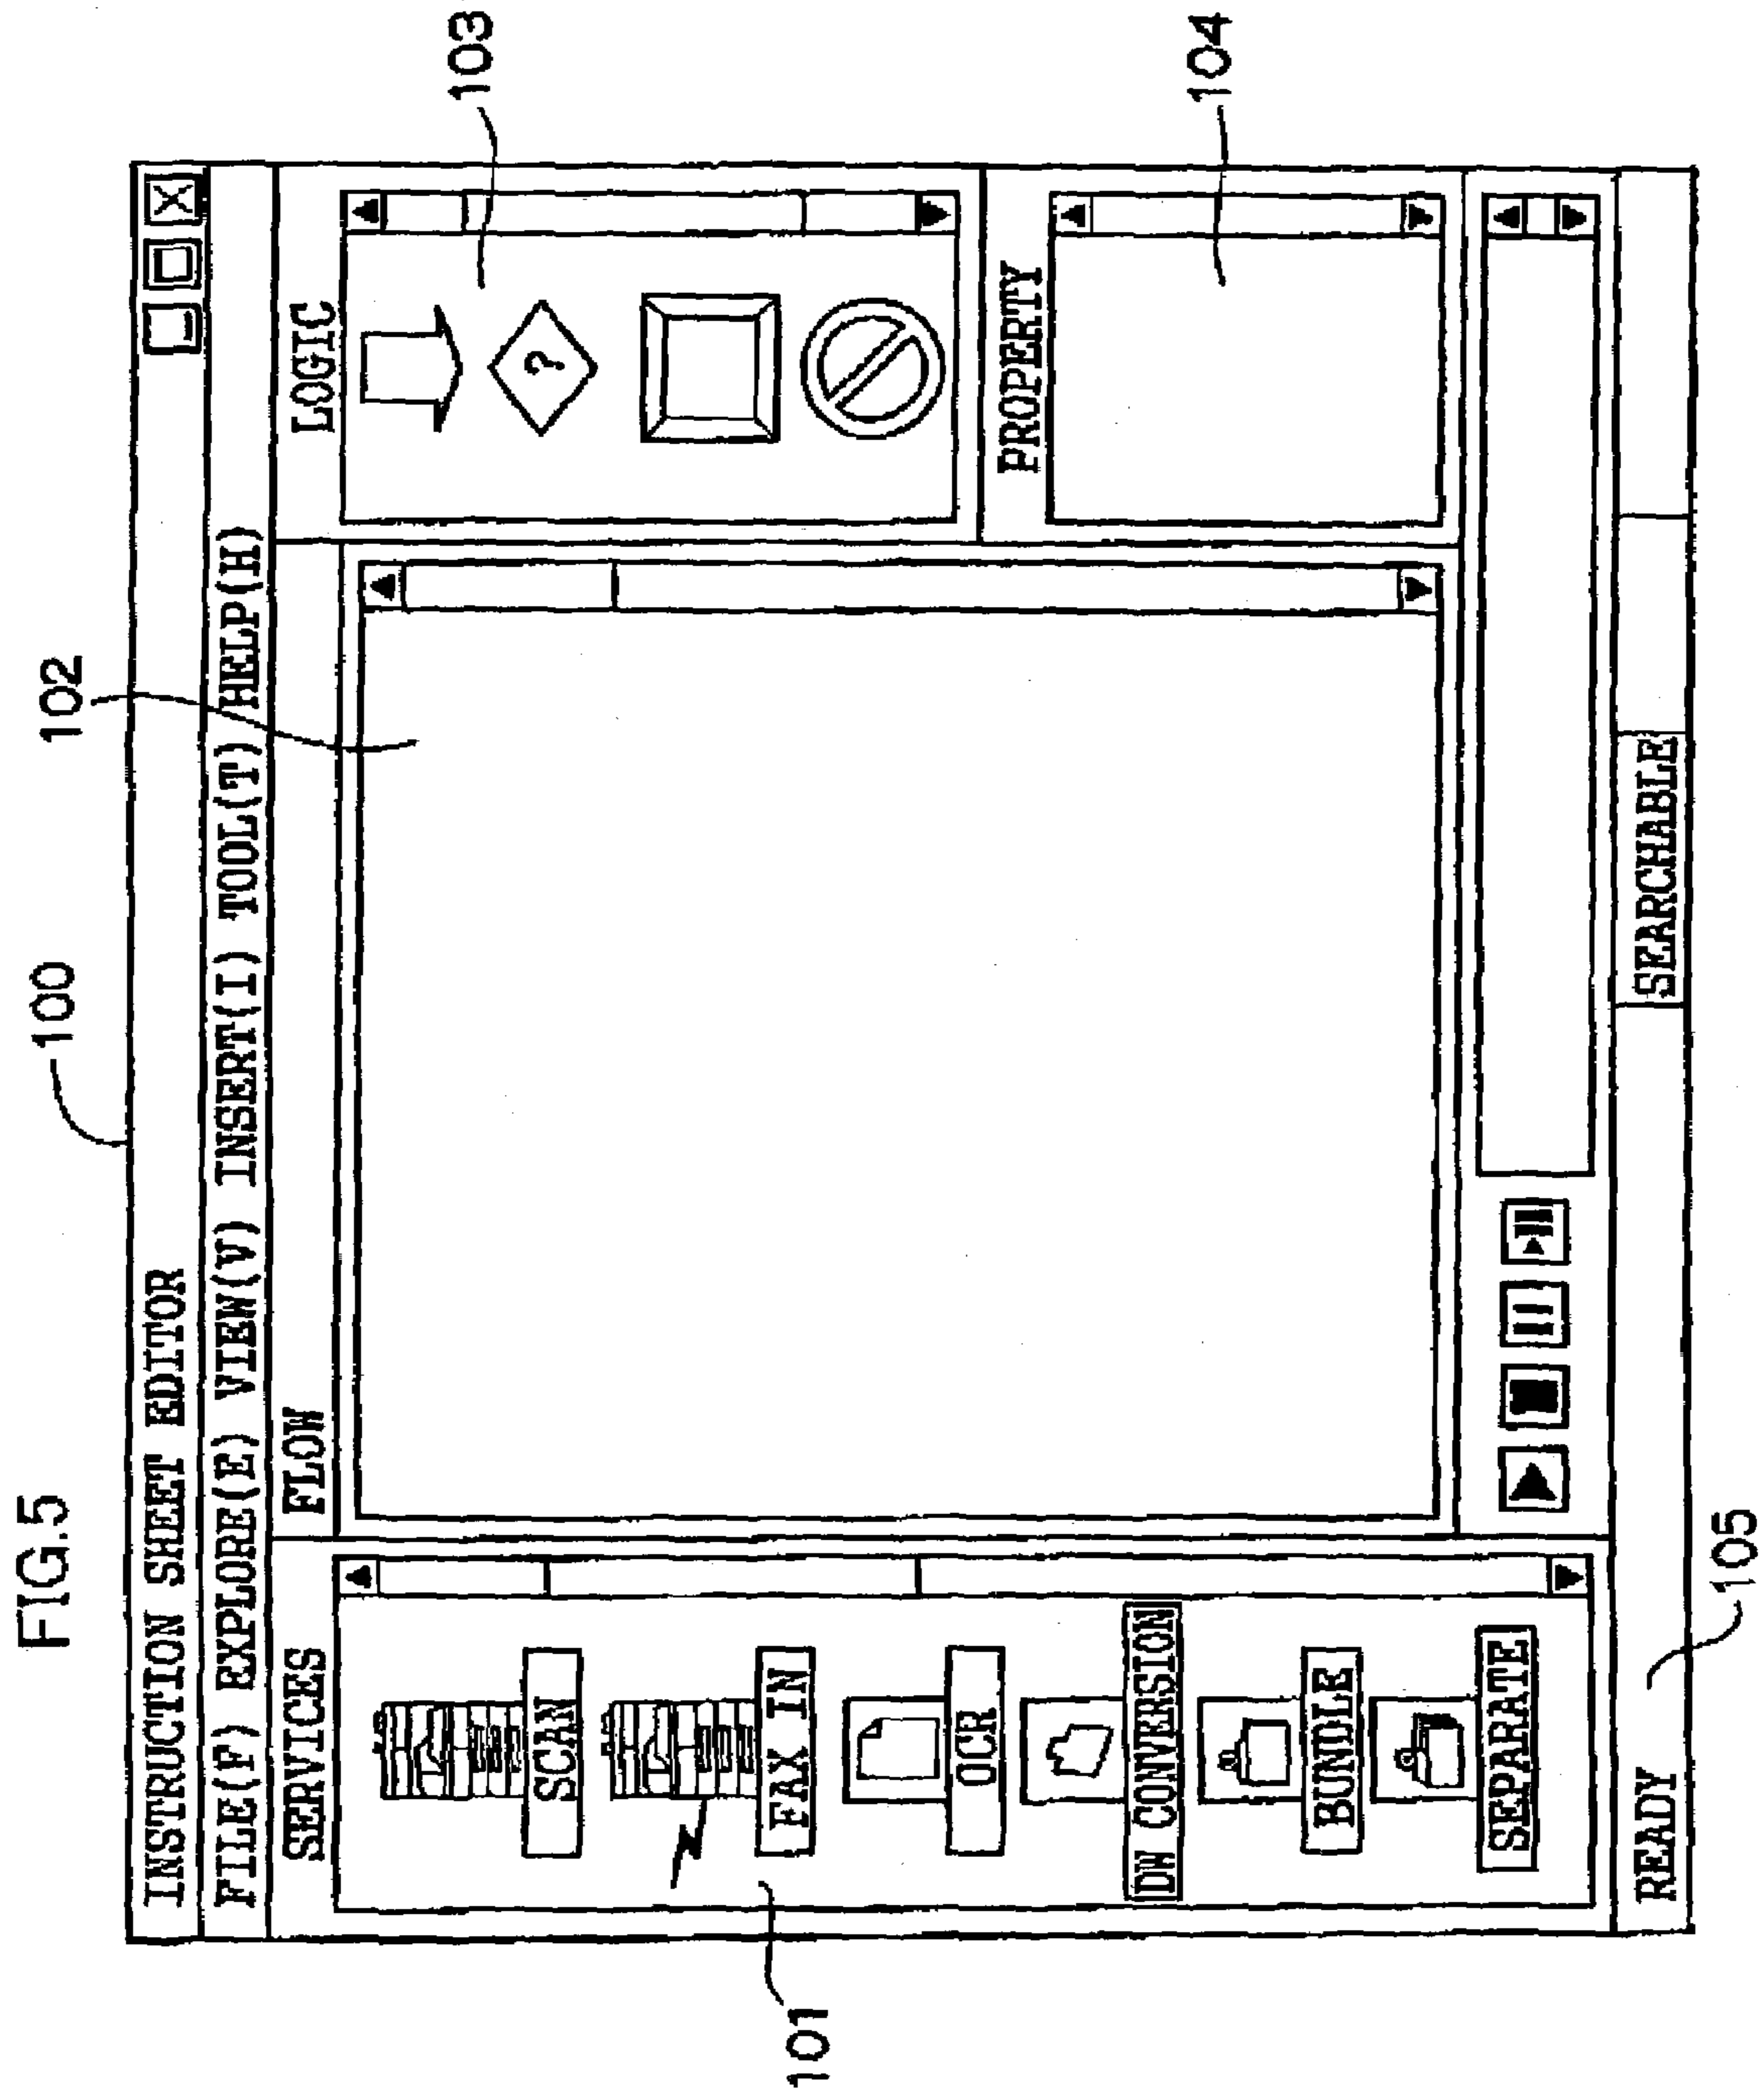 FIG.5
100
102
103
INSTRUCTION SHEET EDITOR
FILE(F) EXPLORE(E) VIEW(V) INSERT(I) TOOL(T)/HELP(H)
SERVICES
FLOW
LOGIC
?
SCAN
FAX IN
OCR
DW CONVERSION
BUNDLE
SEPARATE
PROPERTY
101
104
READY
SEARCHABLE
105